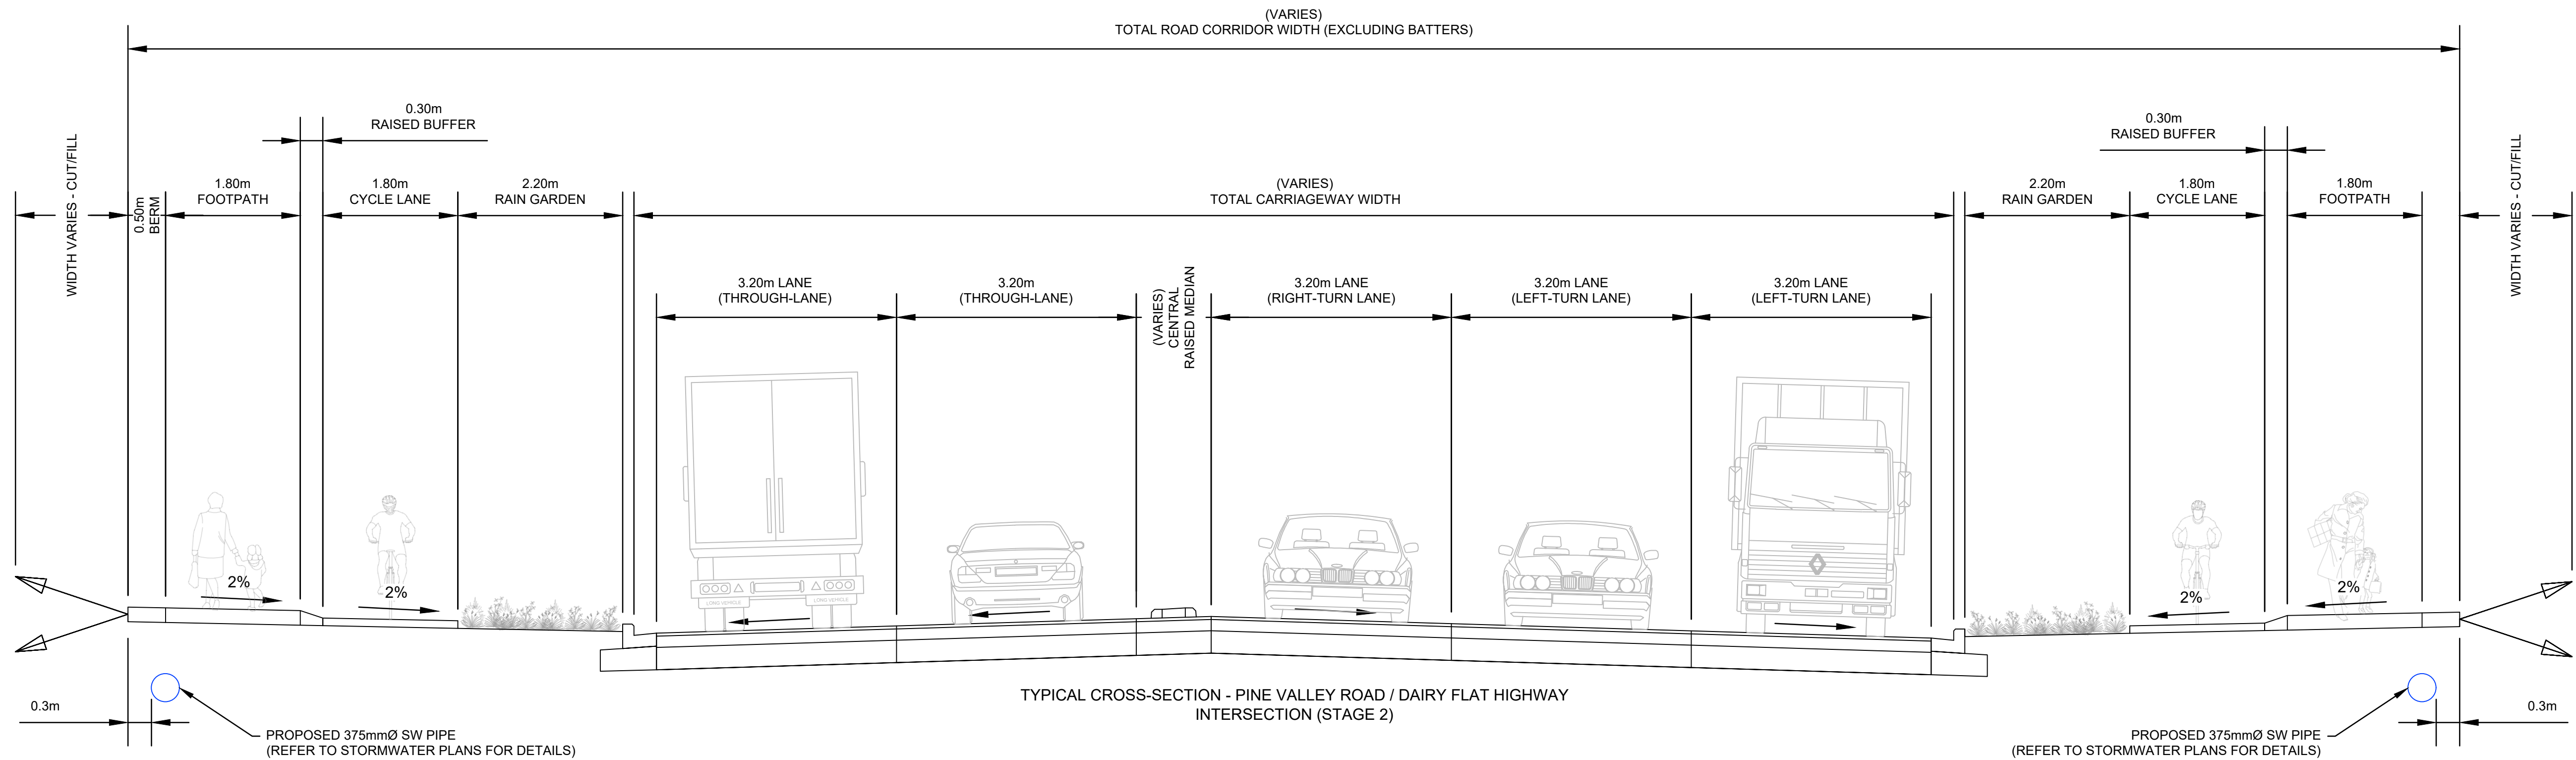 (VARIES)
TOTAL ROAD CORRIDOR WIDTH (EXCLUDING BATTERS)
0.30m
RAISED BUFFER
0.30m
RAISED BUFFER
WIDTH VARIES - CUT/FILL
0.50m
BERM
1.80m
FOOTPATH
1.80m
CYCLE LANE
2.20m
RAIN GARDEN
(VARIES)
TOTAL CARRIAGEWAY WIDTH
2.20m
RAIN GARDEN
1.80m
CYCLE LANE
1.80m
FOOTPATH
WIDTH VARIES - CUT/FILL
3.20m LANE
(THROUGH-LANE)
3.20m
(THROUGH-LANE)
(VARIES)
CENTRAL
RAISED MEDIAN
3.20m LANE
(RIGHT-TURN LANE)
3.20m LANE
(LEFT-TURN LANE)
3.20m LANE
(LEFT-TURN LANE)
2%
2%
LONG VEHICLE
LONG VEHICLE
2%
2%
0.3m
PROPOSED 375mmØ SW PIPE
(REFER TO STORMWATER PLANS FOR DETAILS)
TYPICAL CROSS-SECTION - PINE VALLEY ROAD / DAIRY FLAT HIGHWAY
INTERSECTION (STAGE 2)
PROPOSED 375mmØ SW PIPE
(REFER TO STORMWATER PLANS FOR DETAILS)
0.3m